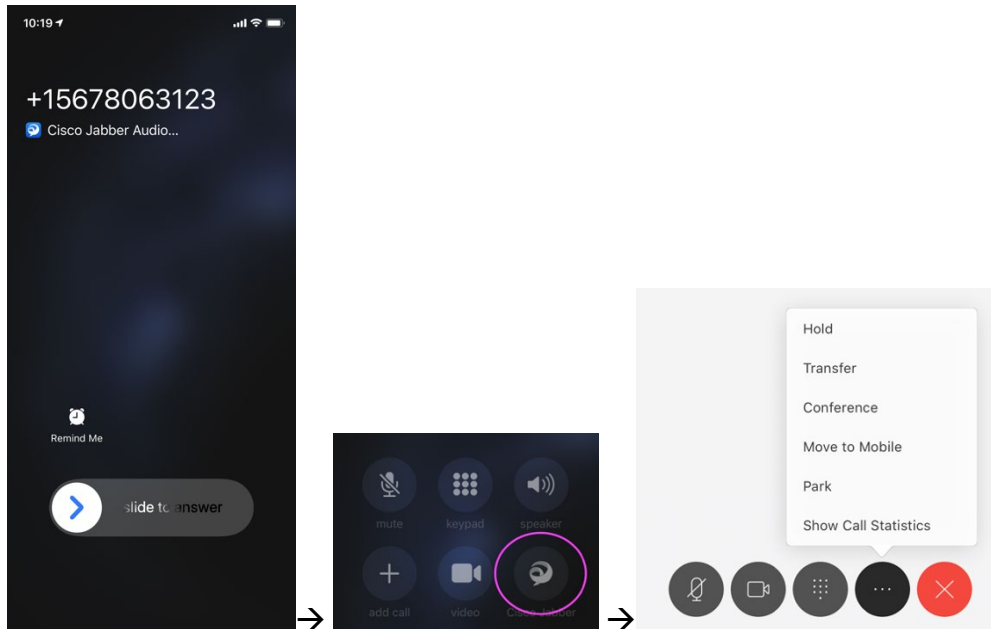 10:19
+15678063123
Cisco Jabber Audio...
Remind Me
slide to answer
→
mute keypad speaker
add call video Cisco Jabber
→
Hold
Transfer
Conference
Move to Mobile
Park
Show Call Statistics